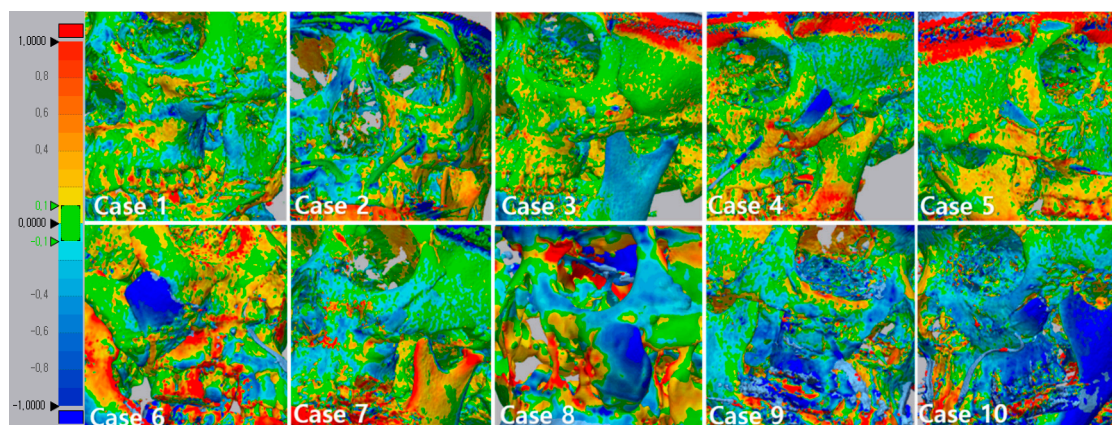 1,0000
0.8
0.6
0.4
0.1
0,0000
-0.1
-0,4
-0,6
-0,8
-1,0000
Case 1
Case 2
Case 3
Case 4
Case 5
Case 6
Case 7
Case 8
Case 9
Case 10